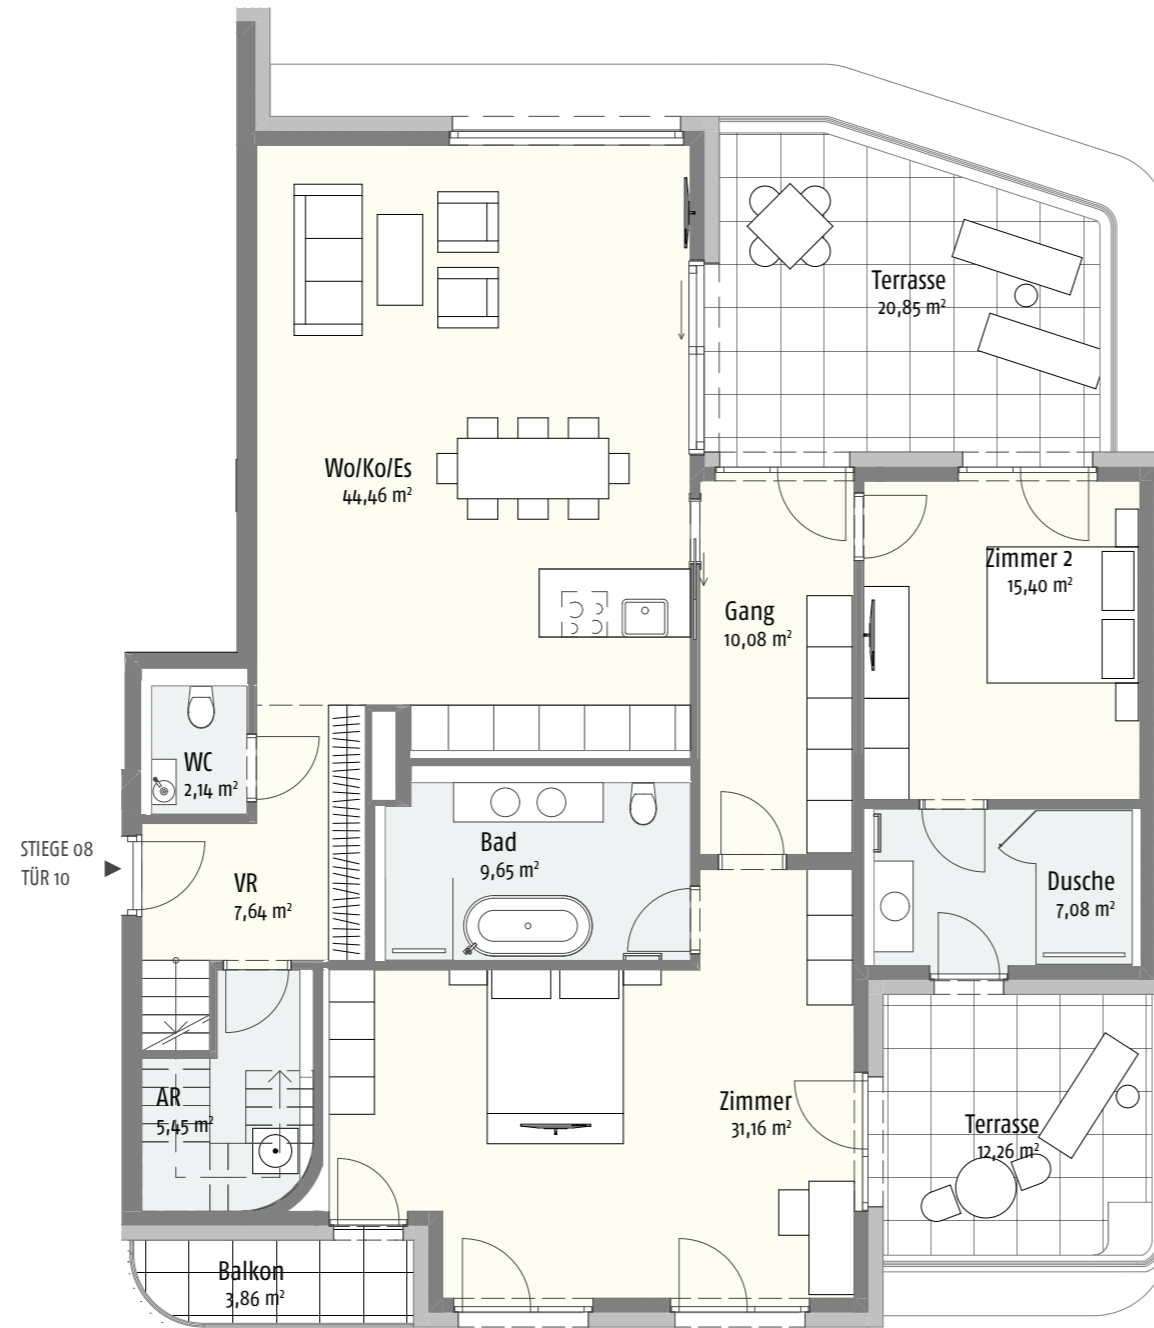 Terrasse
20,85 m²
Wo/Ko/Es
44,46 m²
Zimmer 2
15,40 m²
Gang
10,08 m²
WC
2,14 m²
Bad
9,65 m²
STIEGE 08
TÜR 10
VR
7,64 m²
Dusche
7,08 m²
AR
5,45 m²
Zimmer
31,16 m²
Terrasse
12,26 m²
Balkon
3,86 m²